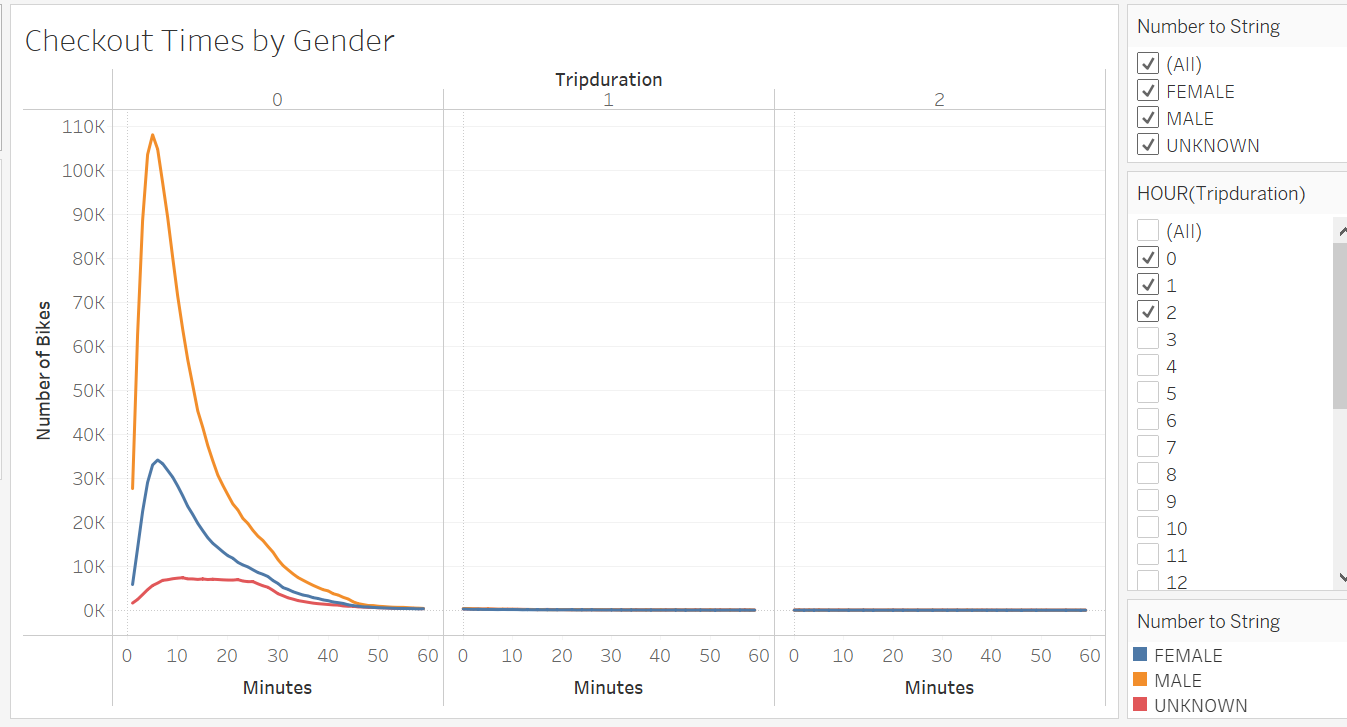 Checkout Times by Gender
Tripduration
0 1 2
110K
100K
90K
80K
70K
60K
50K
40K
30K
20K
10K
0K
Number of Bikes
0 10 20 30 40 50 60 0 10 20 30 40 50 60 0 10 20 30 40 50 60
Minutes Minutes Minutes
Number to String
(All)
FEMALE
MALE
UNKNOWN
HOUR(Tripduration)
(All)
0
1
2
3
4
5
6
7
8
9
10
11
12
Number to String
FEMALE
MALE
UNKNOWN